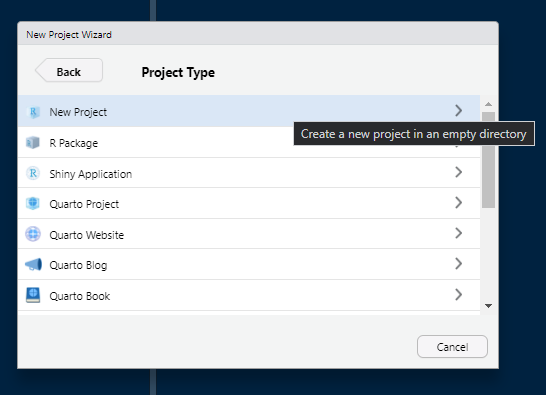 New Project Wizard
Back
Project Type
New Project
Create a new project in an empty directory
R Package
R Shiny Application
Quarto Project
Quarto Website
Quarto Blog
Quarto Book
Cancel